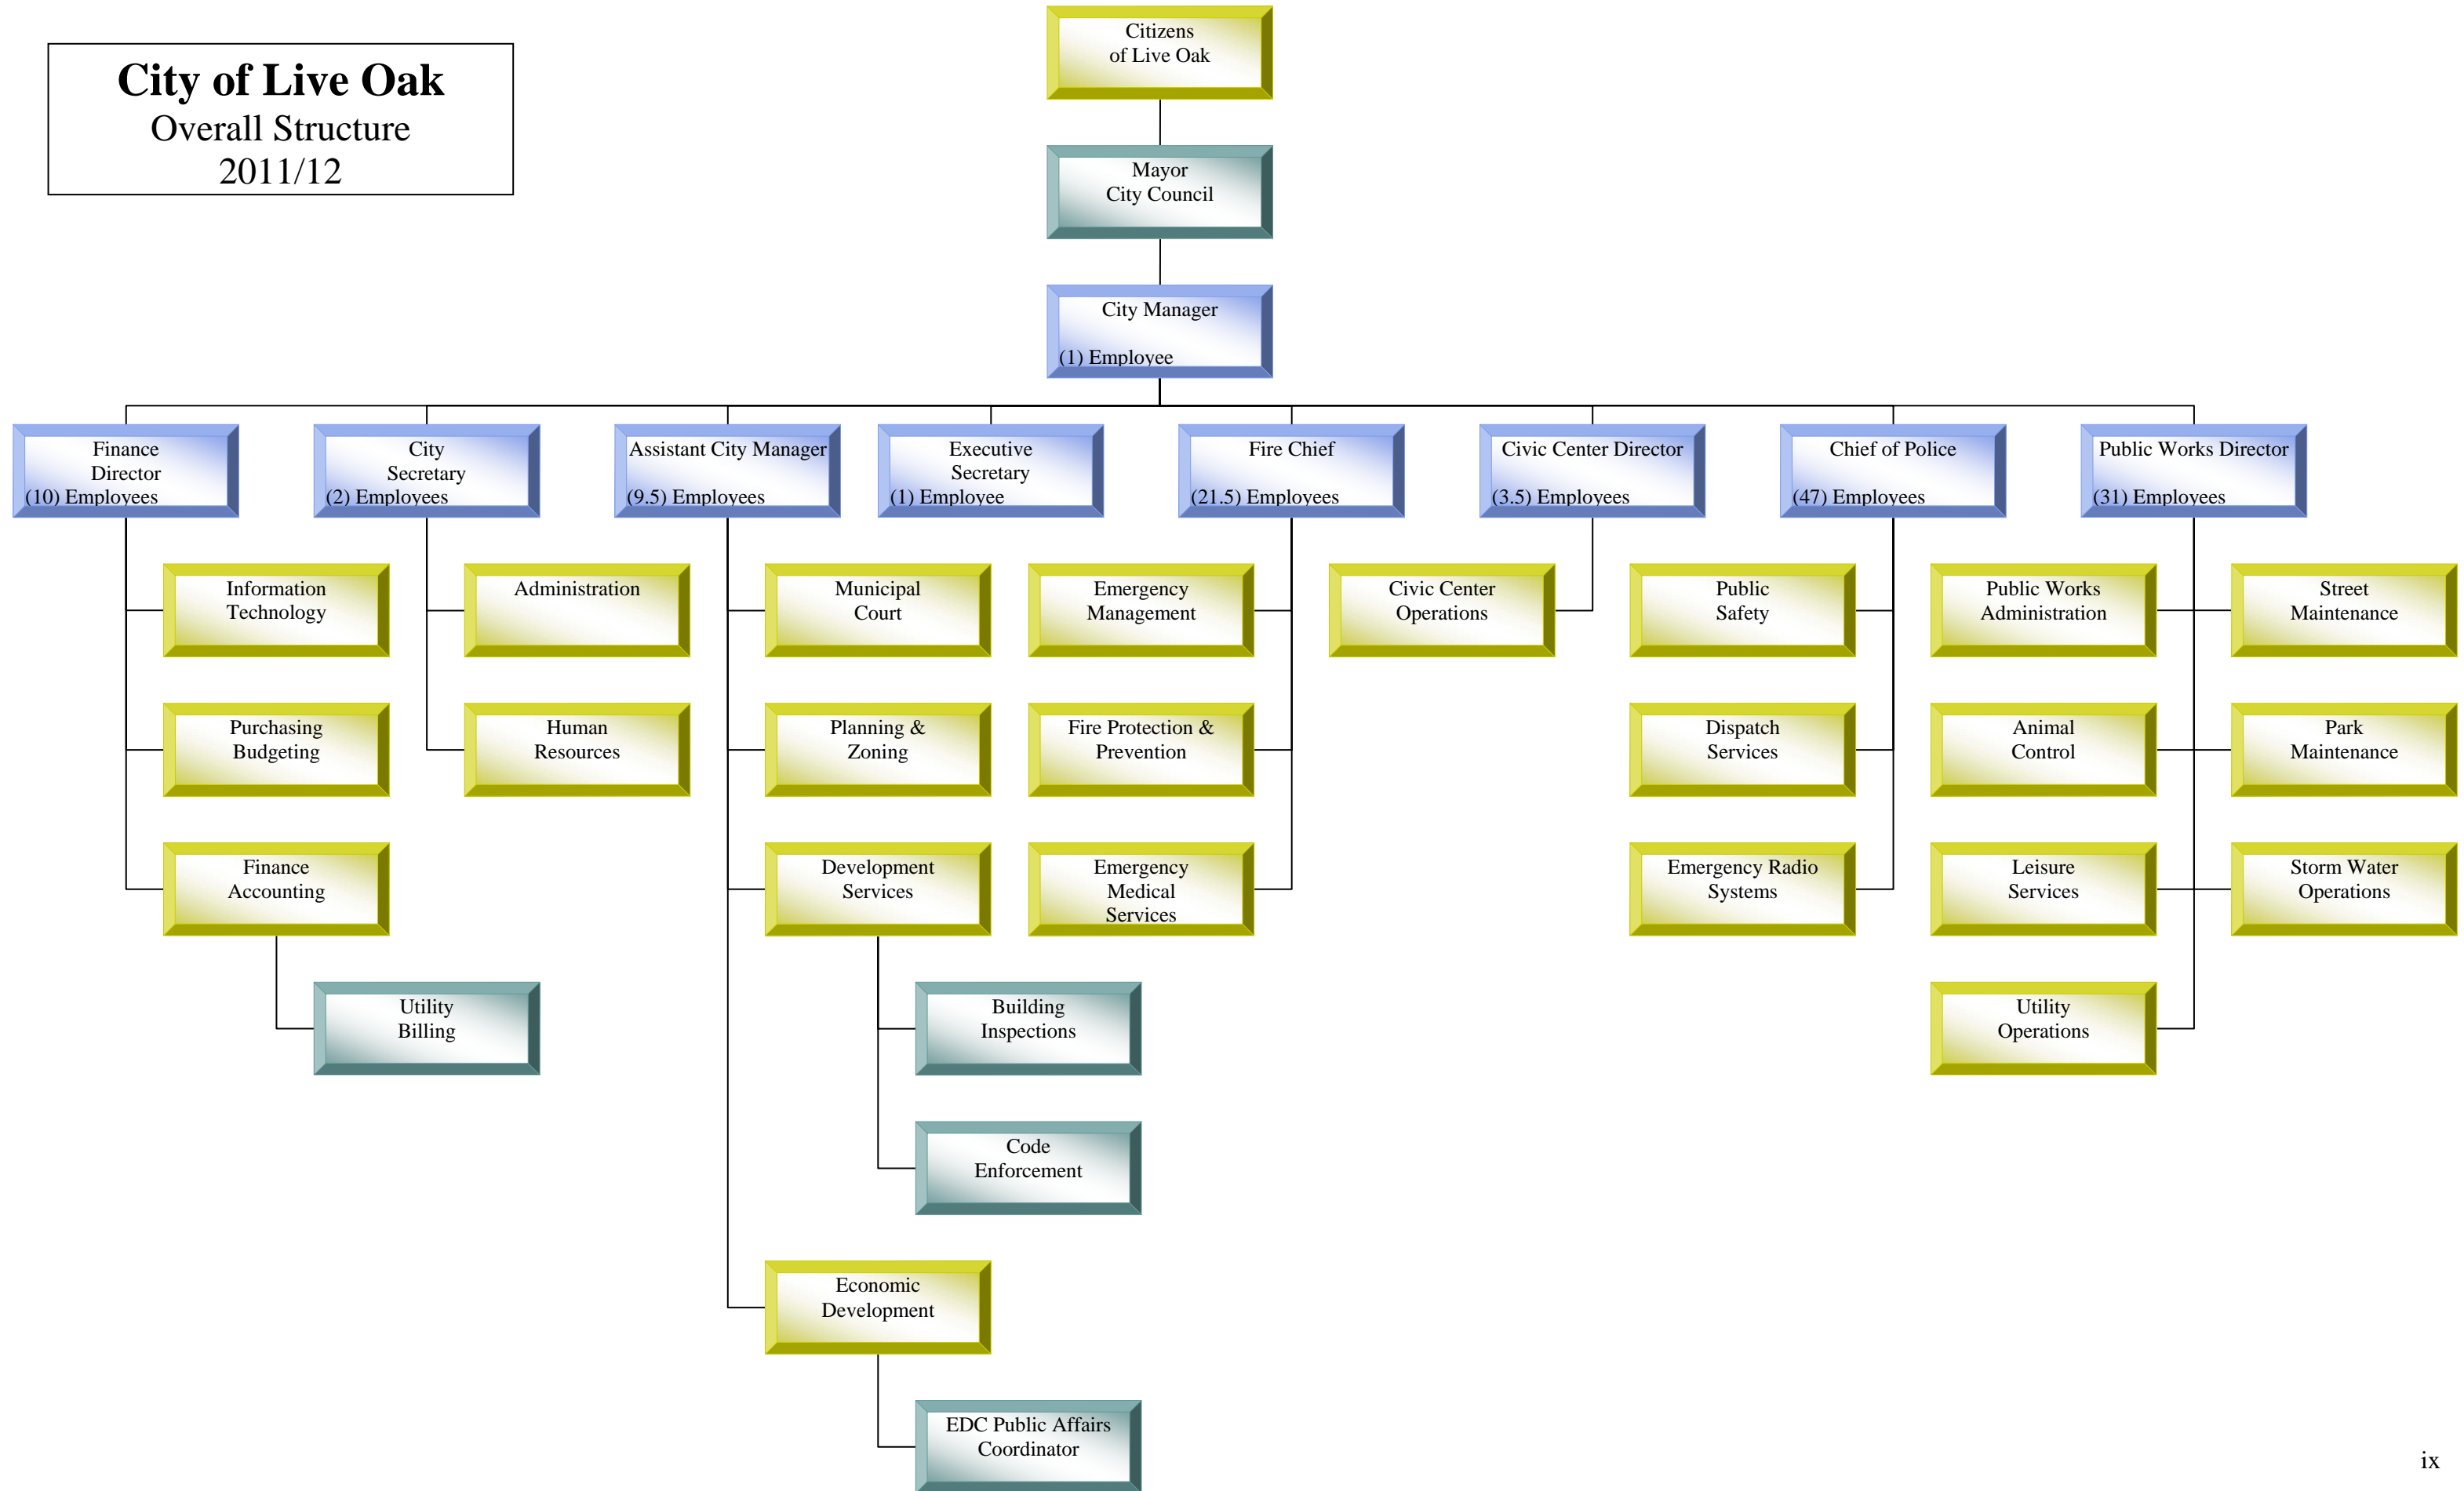 City of Live Oak
Overall Structure
2011/12
Citizens
of Live Oak
Mayor
City Council
City Manager
(1) Employee
Finance
Director
(10) Employees
City
Secretary
(2) Employees
Assistant City Manager
(9.5) Employees
Executive
Secretary
(1) Employee
Fire Chief
(21.5) Employees
Civic Center Director
(3.5) Employees
Chief of Police
(47) Employees
Public Works Director
(31) Employees
Information
Technology
Administration
Municipal
Court
Emergency
Management
Civic Center
Operations
Public
Safety
Public Works
Administration
Street
Maintenance
Purchasing
Budgeting
Human
Resources
Planning &
Zoning
Fire Protection &
Prevention
Dispatch
Services
Animal
Control
Park
Maintenance
Finance
Accounting
Development
Services
Emergency
Medical
Services
Emergency Radio
Systems
Leisure
Services
Storm Water
Operations
Utility
Billing
Building
Inspections
Utility
Operations
Code
Enforcement
Economic
Development
EDC Public Affairs
Coordinator
ix